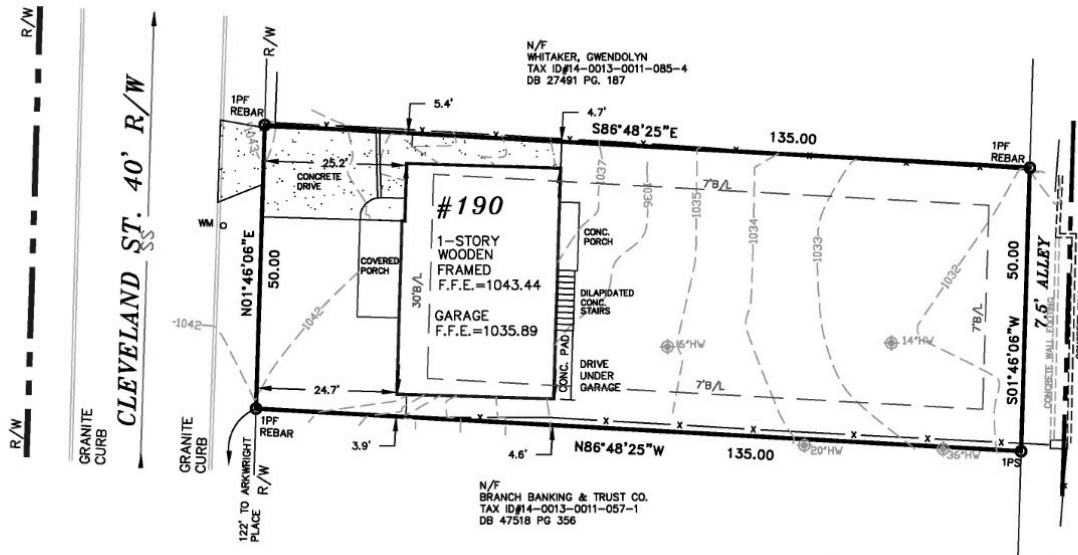 R/W
R/W
CLEVELAND ST. 40' R/W
SS
GRANITE
CURB
GRANITE
CURB
R/W
1PF
REBAR
1043
N/F
WHITAKER, GWENDOLYN
TAX ID#14-0013-0011-085-4
DB 27491 PG. 187
5.4'
4.7'
S86°48'25"E
135.00
1PF
REBAR
25.2'
CONCRETE
DRIVE
WM
N01°46'06"E
50.00
COVERED
PORCH
#190
1-STORY
WOODEN
FRAMED
F.F.E.=1043.44
GARAGE
F.F.E.=1035.89
30'B/L
CONC.
PORCH
DILAPIDATED
CONC.
STAIRS
CONC. PAD
DRIVE
UNDER
GARAGE
1037
1036
1035
1034
1033
1032
7'B/L
7'B/L
7'B/L
6"HW
14"HW
20"HW
36"HW
S01°46'06"W
50.00
7.5' ALLEY
CONCRETE WALL FOOTING
1042
1042
24.7'
1PF
REBAR
R/W
122' TO ARKWRIGHT
PLACE
3.9'
4.6'
N86°48'25"W
135.00
1PS
N/F
BRANCH BANKING & TRUST CO.
TAX ID#14-0013-0011-057-1
DB 47518 PG 356